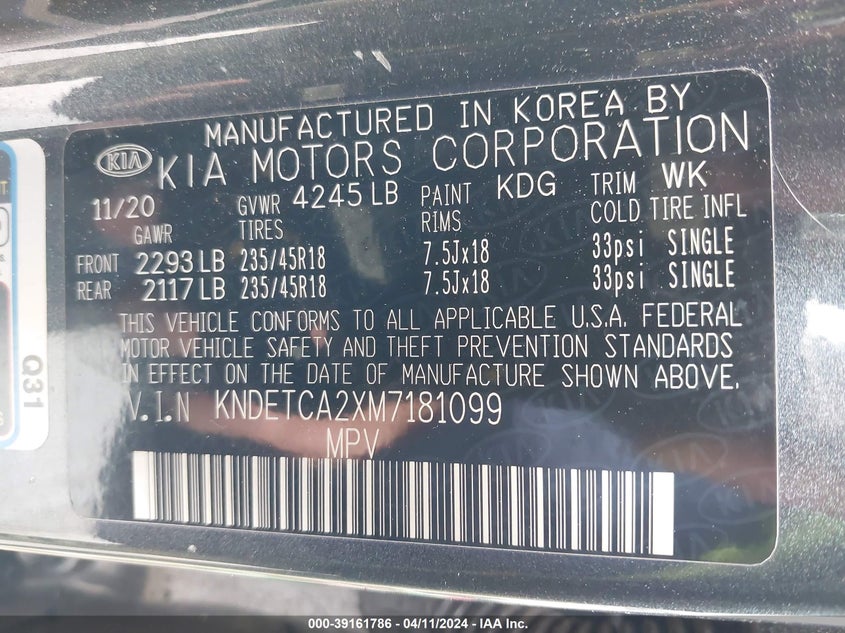 MANUFACTURED IN KOREA BY
KIA KIA MOTORS CORPORATION
11/20 GVWR 4245 LB PAINT KDG TRIM WK
GAWR TIRES RIMS COLD TIRE INFL
FRONT 2293 LB 235/45R18 7.5Jx18 33psi SINGLE
REAR 2117 LB 235/45R18 7.5Jx18 33psi SINGLE
THIS VEHICLE CONFORMS TO ALL APPLICABLE U.S.A. FEDERAL
MOTOR VEHICLE SAFETY AND THEFT PREVENTION STANDARDS
IN EFFECT ON THE DATE OF MANUFACTURE SHOWN ABOVE.
V.I.N KNDETCA2XM7181099
MPV
Q31
000-39161786 - 04/11/2024 - IAA Inc.